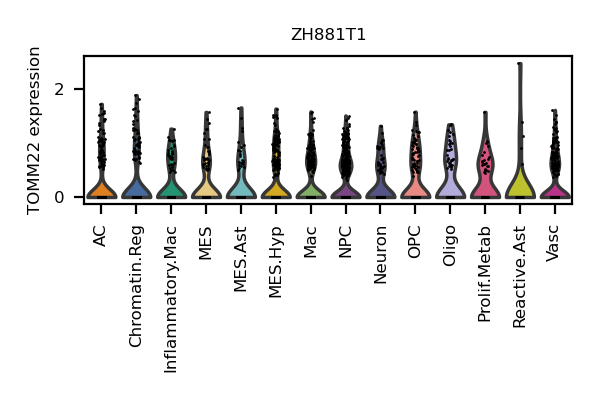 ZH881T1
TOMM22 expression
2
0
AC
Chromatin.Reg
Inflammatory.Mac
MES
MES.Ast
MES.Hyp
Mac
NPC
Neuron
OPC
Oligo
Prolif.Metab
Reactive.Ast
Vasc